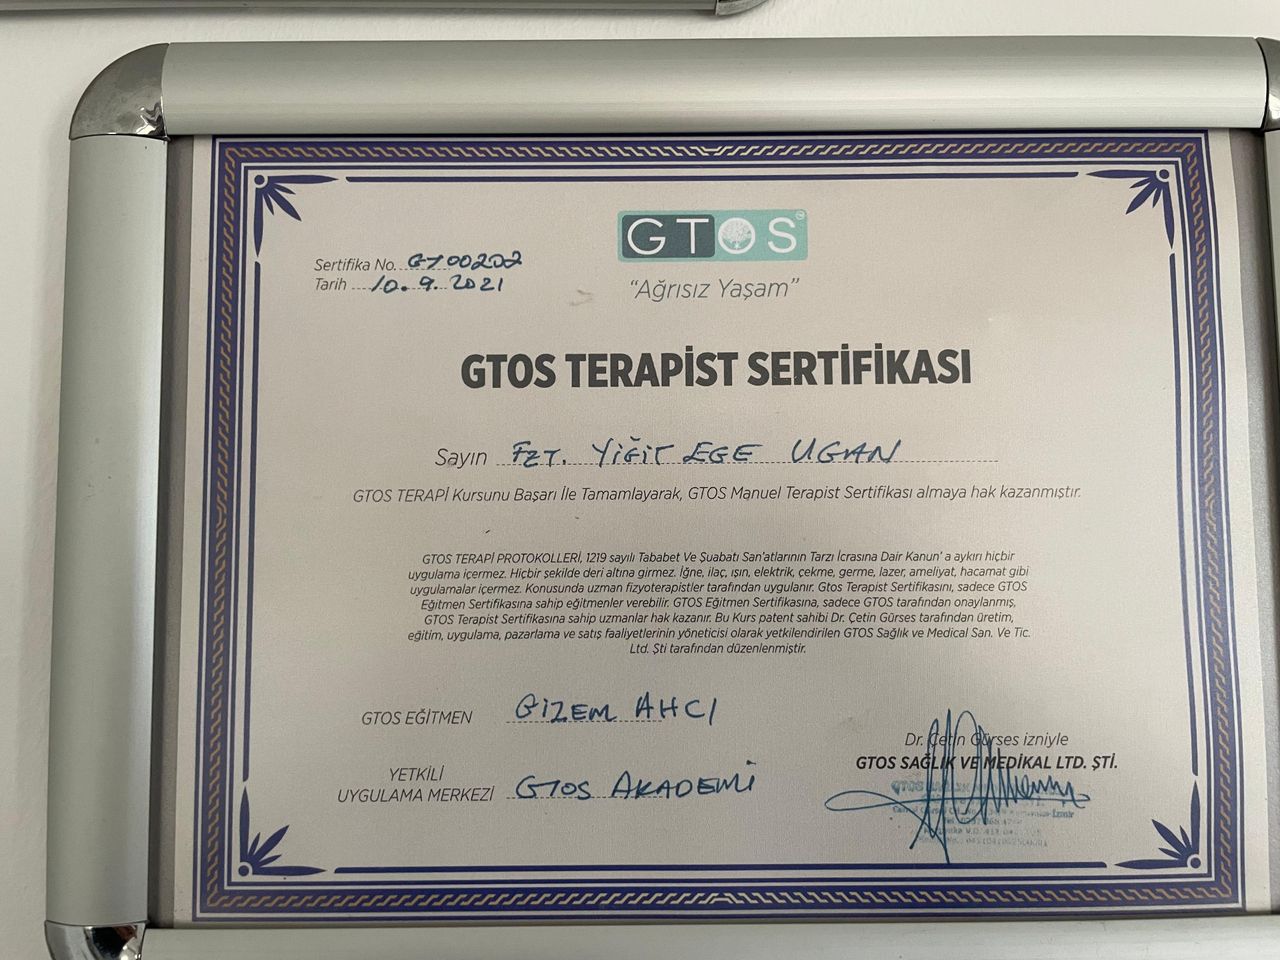 GTOS
Sertifika No. GT00202
Tarih 10.9.2021
"Ağrısız Yaşam"
GTOS TERAPİST SERTİFİKASI
Sayın FZT. YİĞİT EGE UGAN
GTOS TERAPİ Kursunu Başarı İle Tamamlayarak, GTOS Manuel Terapist Sertifikası almaya hak kazanmıştır.
GTOS TERAPİ PROTOKOLLERİ, 1219 sayılı Tababet Ve Şuabatı San'atlarının Tarzı İcrasına Dair Kanun' a aykırı hiçbir
uygulama içermez. Hiçbir şekilde deri altına girmez. İğne, ilaç, ışın, elektrik, çekme, germe, lazer, ameliyat, hacamat gibi
uygulamalar içermez. Konusunda uzman fizyoterapistler tarafından uygulanır. Gtos Terapist Sertifikasını, sadece GTOS
Eğitmen Sertifikasına sahip eğitmenler verebilir. GTOS Eğitmen Sertifikasına, sadece GTOS tarafından onaylanmış,
GTOS Terapist Sertifikasına sahip uzmanlar hak kazanır. Bu Kurs patent sahibi Dr. Çetin Gürses tarafından üretim,
eğitim, uygulama, pazarlama ve satış faaliyetlerinin yöneticisi olarak yetkilendirilen GTOS Sağlık ve Medical San. Ve Tic.
Ltd. Şti tarafından düzenlenmiştir.
GTOS EĞİTMEN GİZEM AHCI
YETKİLİ
UYGULAMA MERKEZİ GTOS AKADEMİ
Dr. Çetin Gürses izniyle
GTOS SAĞLIK VE MEDİKAL LTD. ŞTİ.